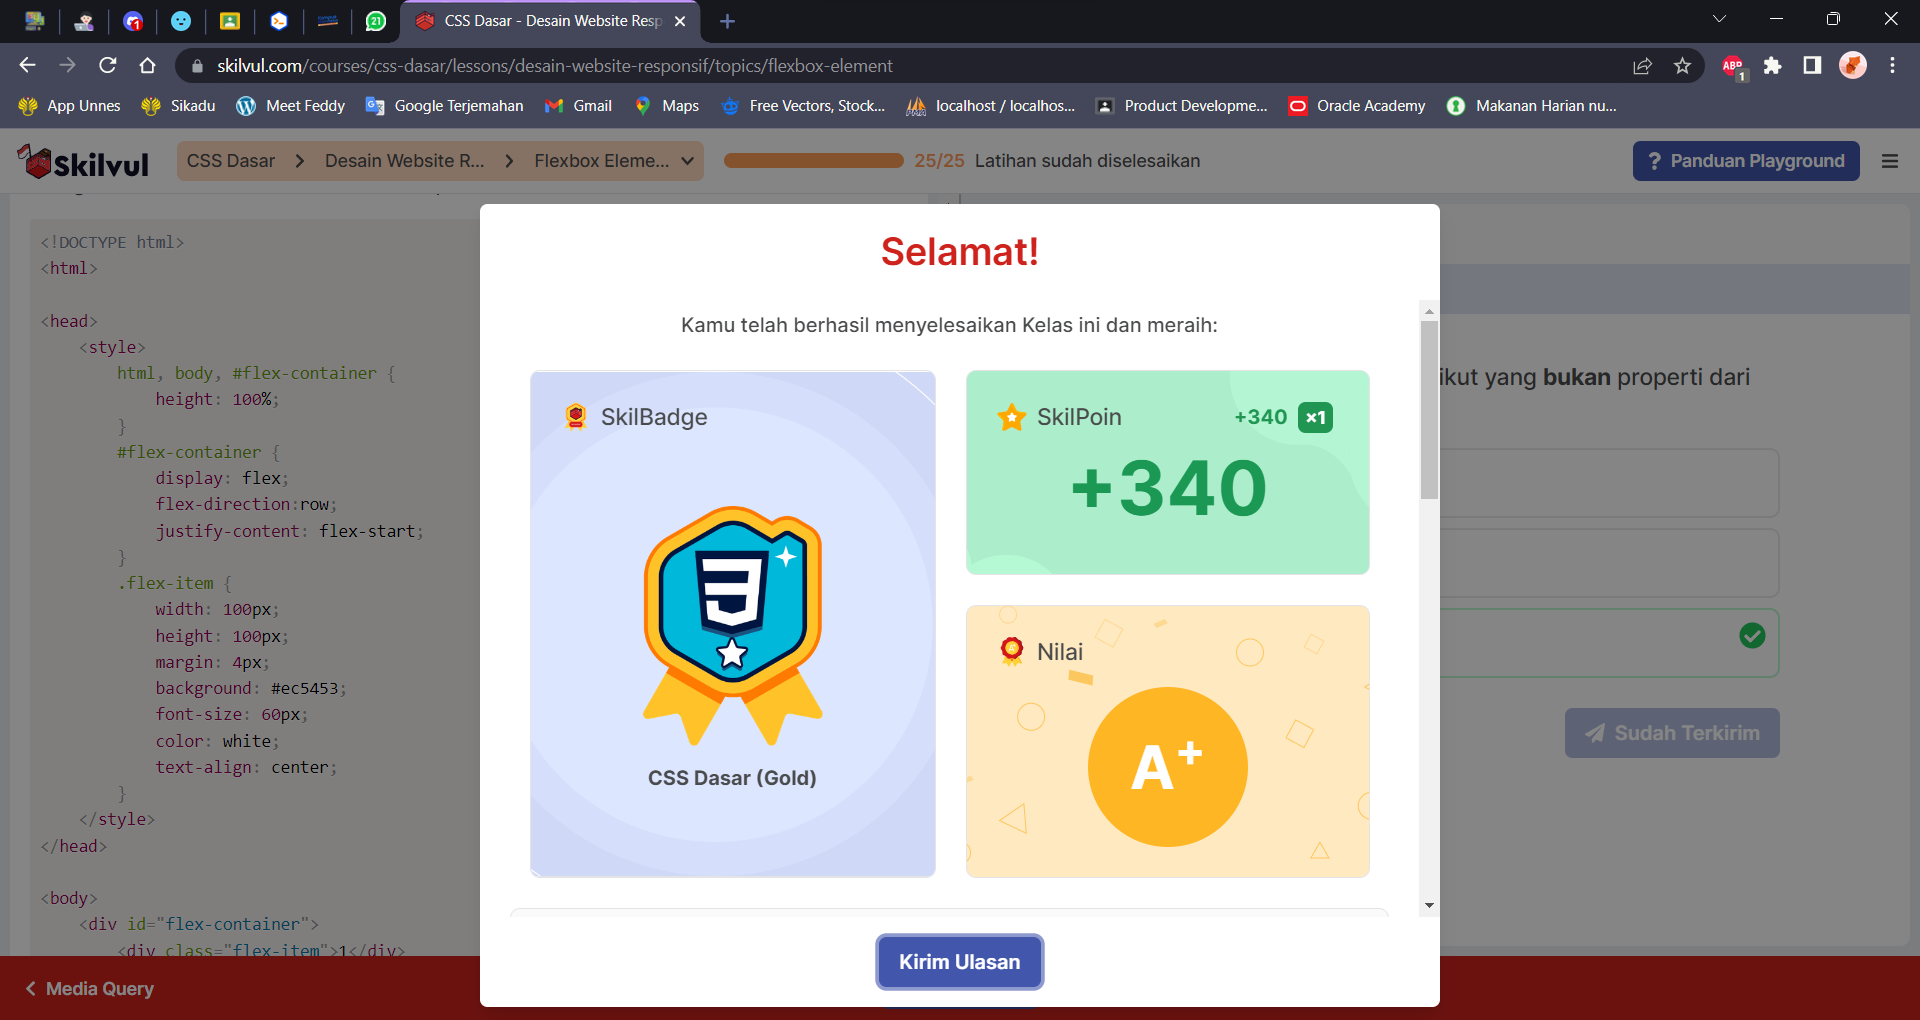 CSS Dasar - Desain Website Resp
skilvul.com/courses/css-dasar/lessons/desain-website-responsif/topics/flexbox-element
ABP
1
App Unnes
Sikadu
Meet Feddy
Google Terjemahan
Gmail
Maps
Free Vectors, Stock...
localhost / localhos...
Product Developme...
Oracle Academy
Makanan Harian nu...
Skilvul
CSS Dasar
Desain Website R...
Flexbox Eleme...
25/25 Latihan sudah diselesaikan
? Panduan Playground
<!DOCTYPE html>
<html>
<head>
<style>
html, body, #flex-container {
height: 100%;
}
#flex-container {
display: flex;
flex-direction:row;
justify-content: flex-start;
}
.flex-item {
width: 100px;
height: 100px;
margin: 4px;
background: #ec5453;
font-size: 60px;
color: white;
text-align: center;
}
</style>
</head>
<body>
<div id="flex-container">
<div class="flex-item">1</div>
Selamat!
Kamu telah berhasil menyelesaikan Kelas ini dan meraih:
SkilBadge
CSS Dasar (Gold)
SkilPoin
+340 ×1
+340
Nilai
A+
Kirim Ulasan
ikut yang bukan properti dari
Sudah Terkirim
Media Query